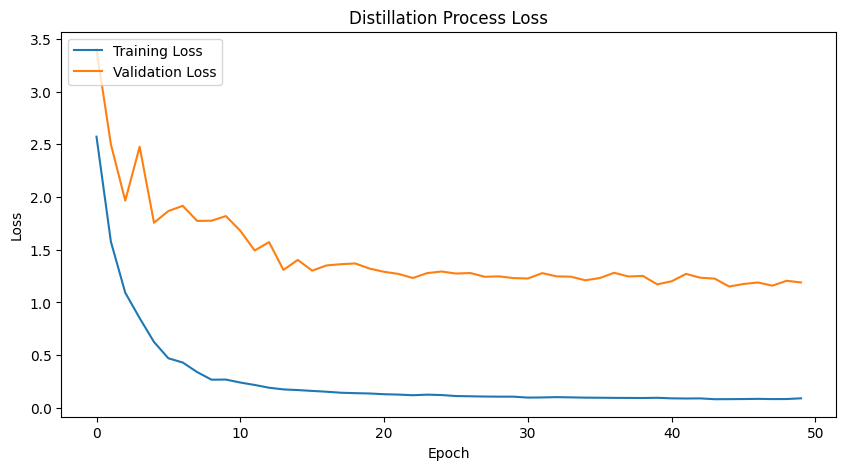 Distillation Process Loss
Training Loss
Validation Loss
Loss
3.5
3.0
2.5
2.0
1.5
1.0
0.5
0.0
0 10 20 30 40 50
Epoch